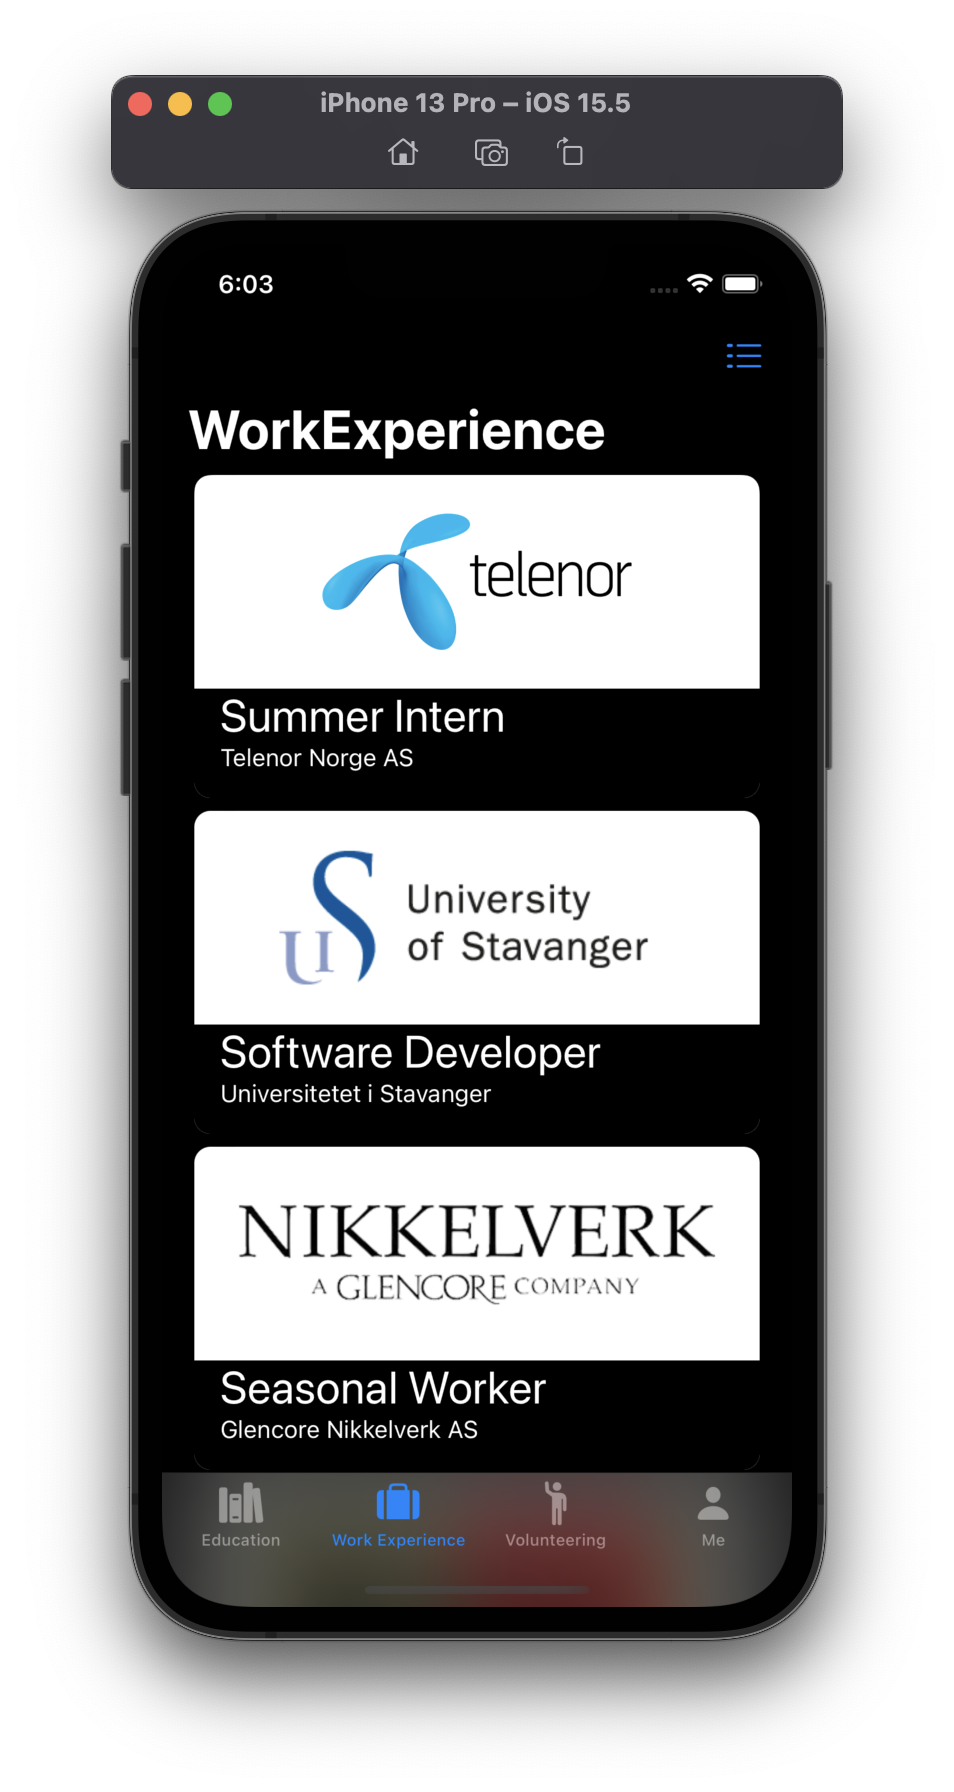 iPhone 13 Pro – iOS 15.5
6:03
WorkExperience
telenor
Summer Intern
Telenor Norge AS
US
University
of Stavanger
Software Developer
Universitetet i Stavanger
NIKKELVERK
A GLENCORE COMPANY
Seasonal Worker
Glencore Nikkelverk AS
Education
Work Experience
Volunteering
Me